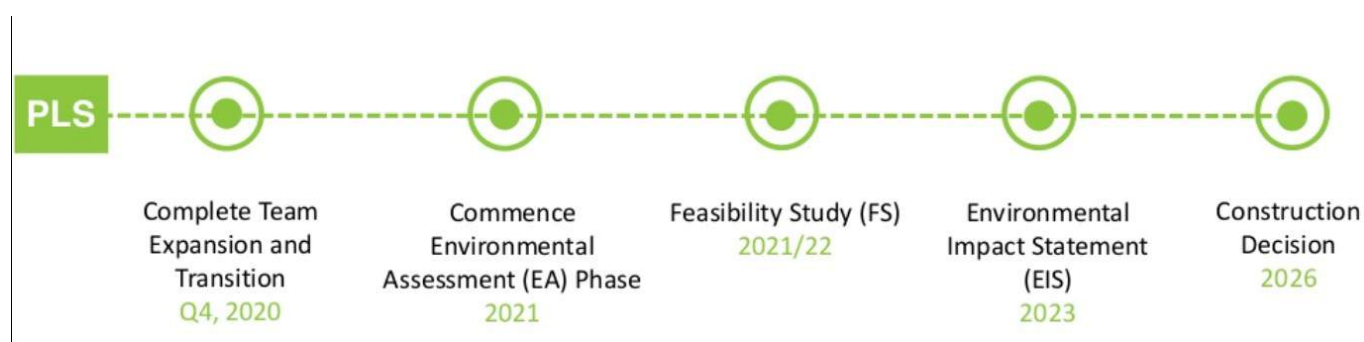 PLS
Complete Team
Expansion and
Transition
Q4, 2020
Commence
Environmental
Assessment (EA) Phase
2021
Feasibility Study (FS)
2021/22
Environmental
Impact Statement
(EIS)
2023
Construction
Decision
2026